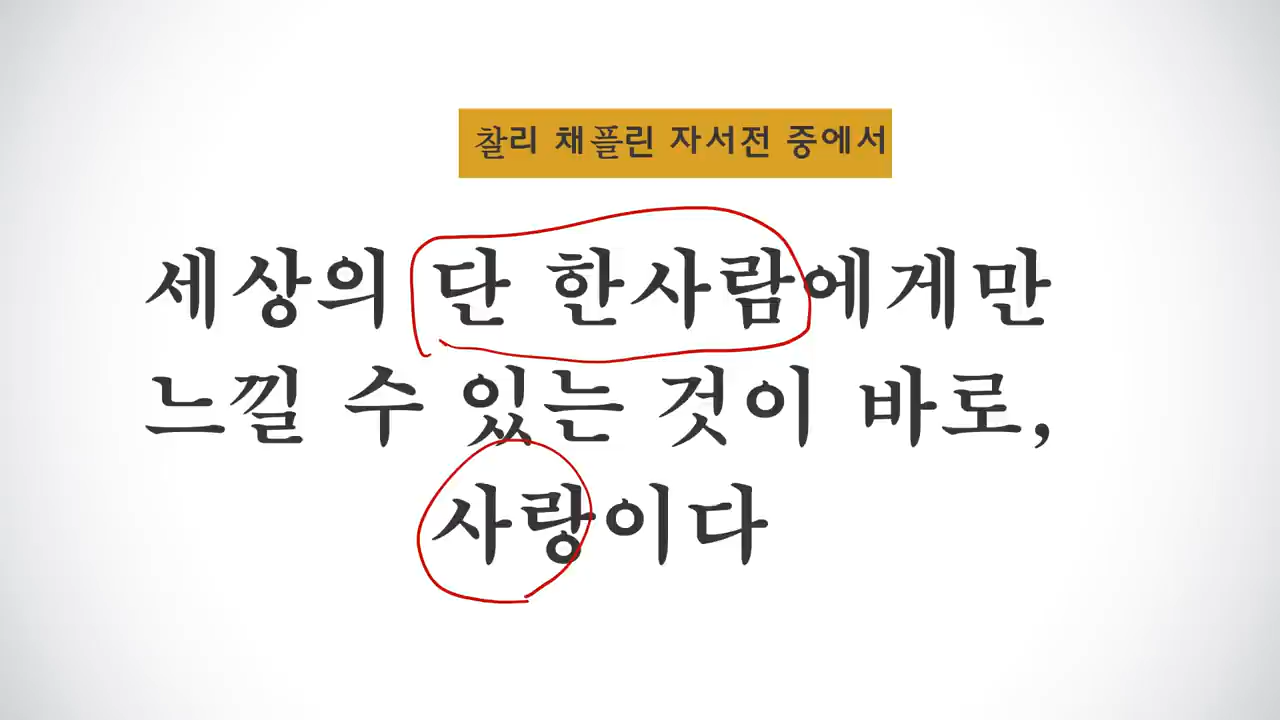 찰리 채플린 자서전 중에서
세상의 단 한사람에게만
느낄 수 있는 것이 바로,
사랑이다